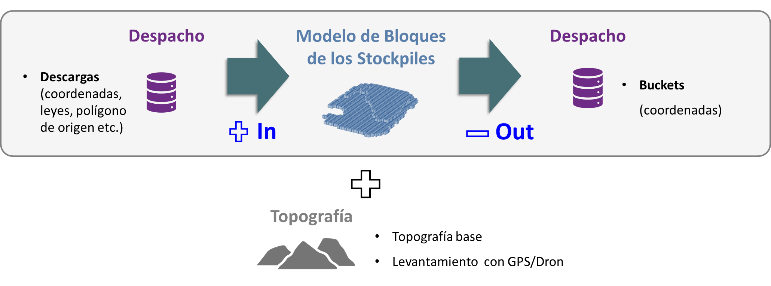 Despacho
• Descargas
(coordenadas,
leyes, polígono
de origen etc.)
In
Modelo de Bloques
de los Stockpiles
Out
Despacho
• Buckets
(coordenadas)
Topografía
• Topografía base
• Levantamiento con GPS/Dron